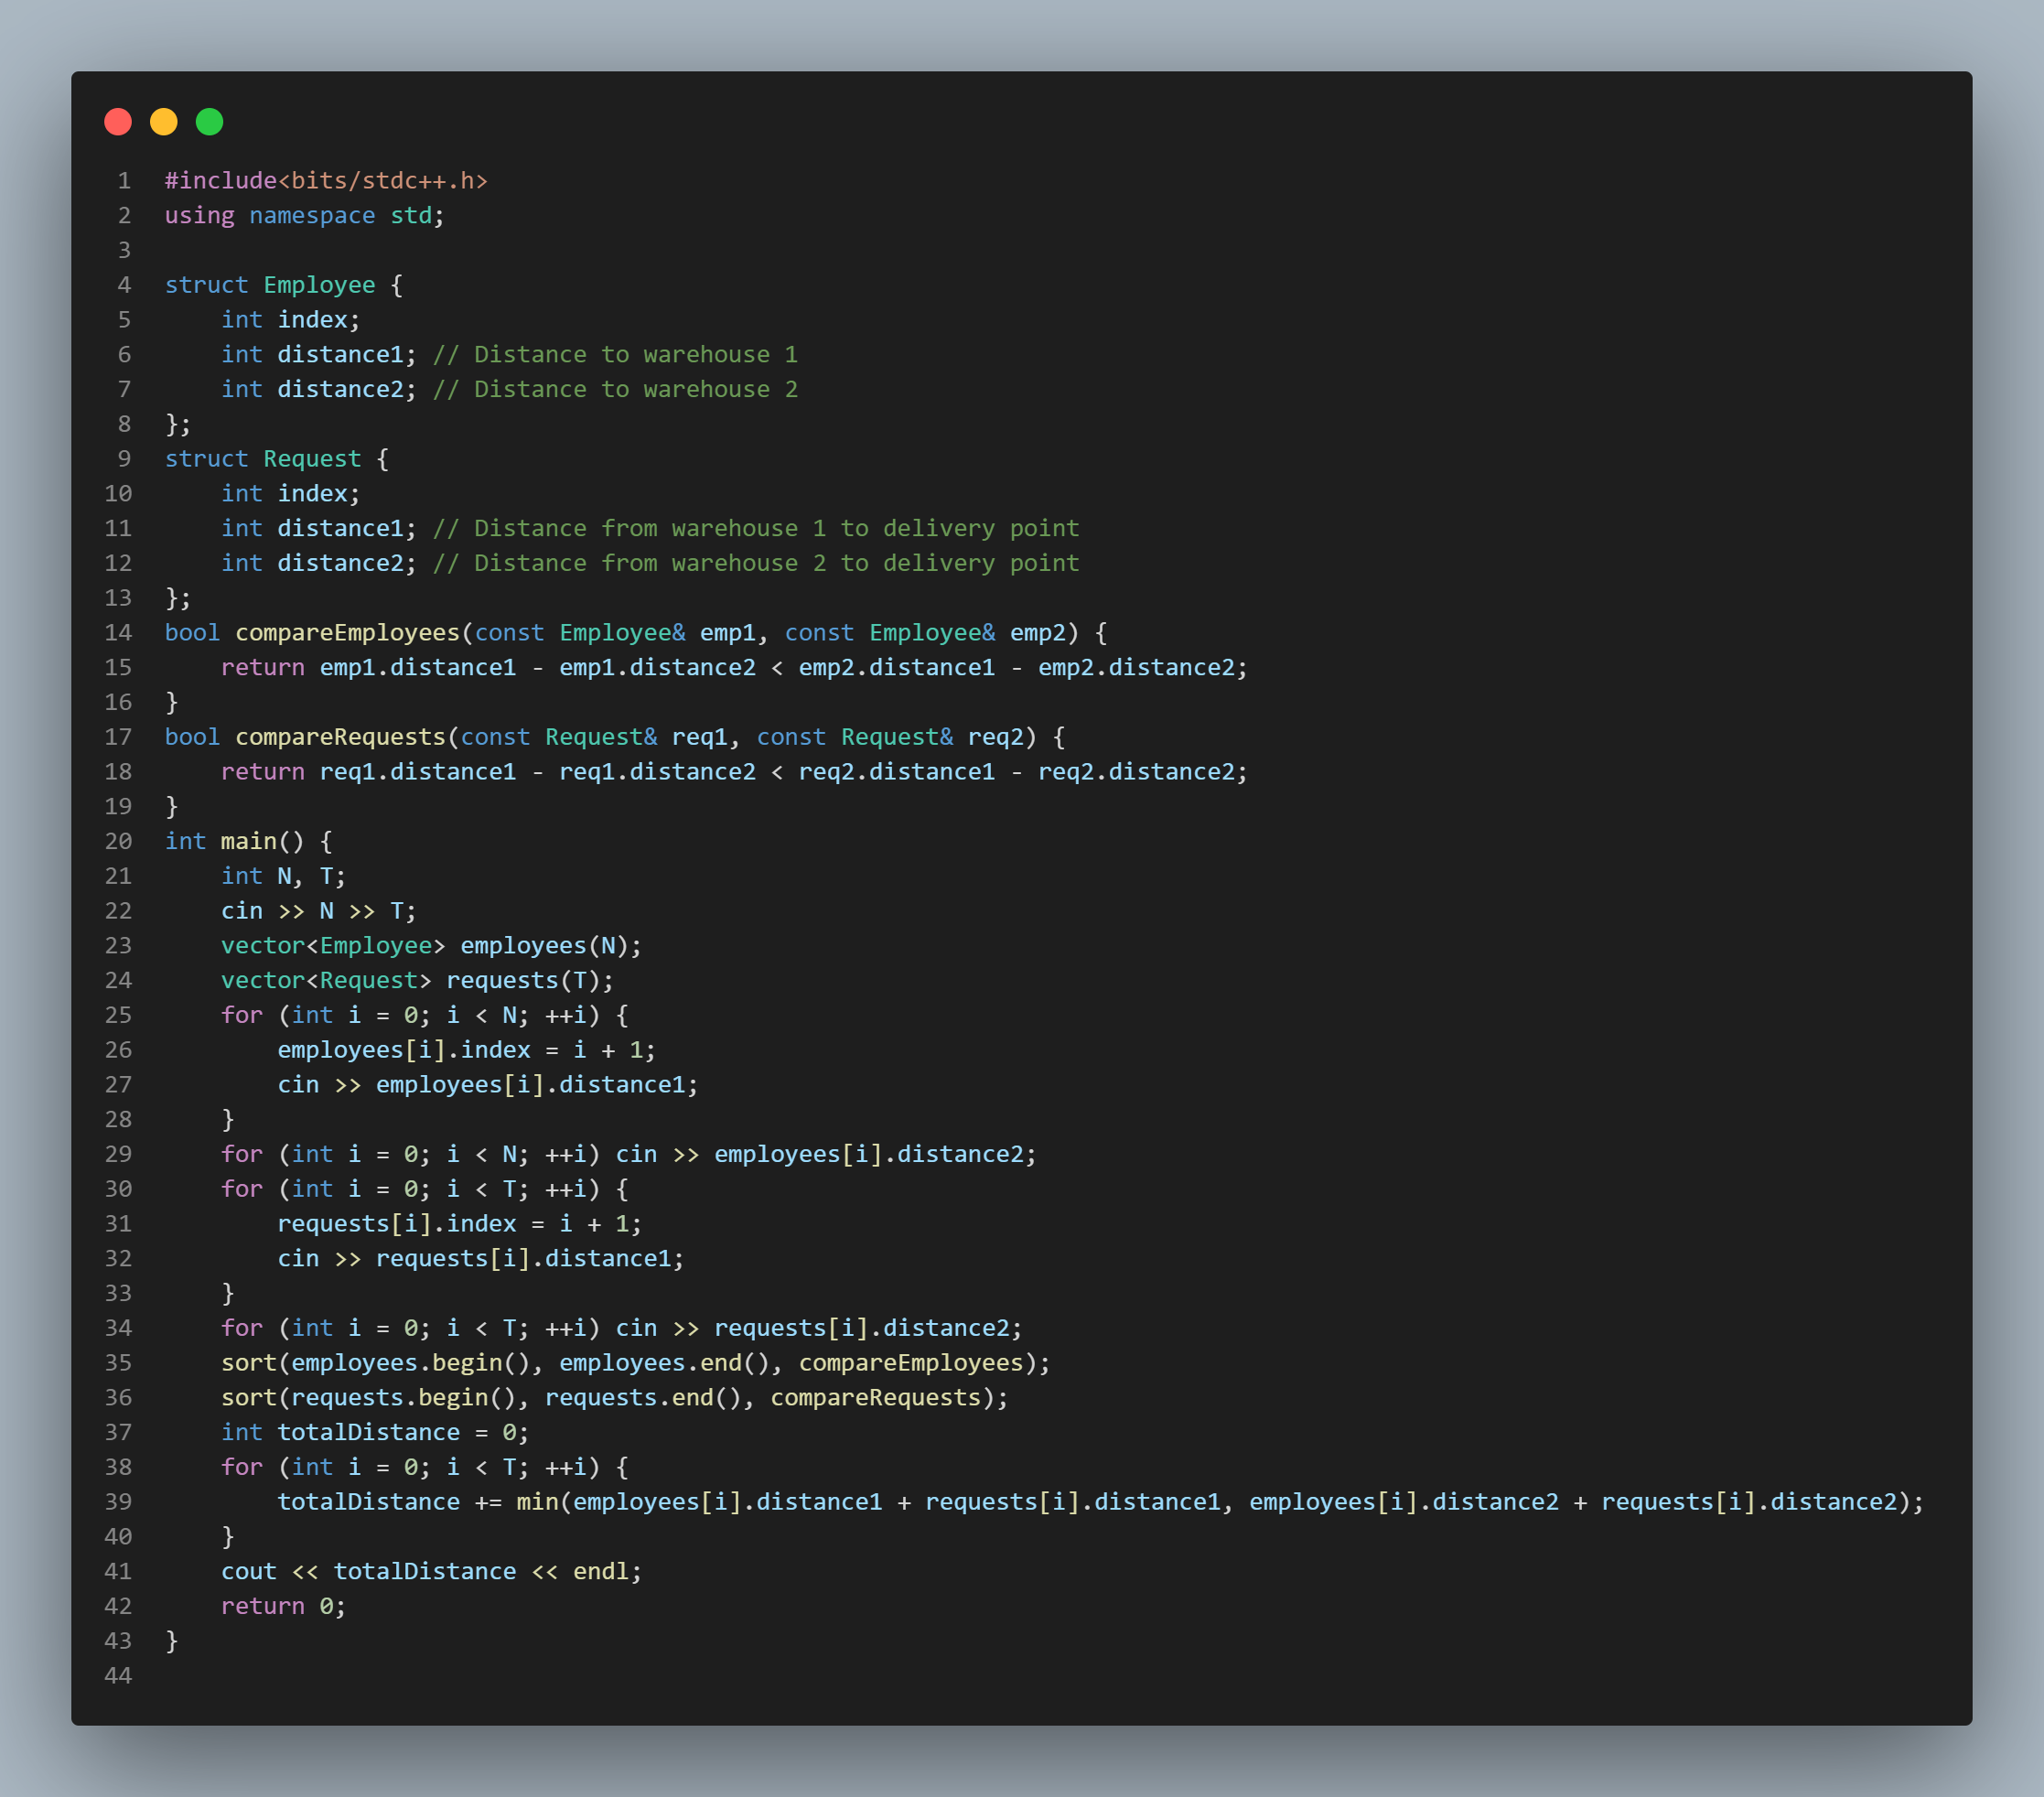 1 #include<bits/stdc++.h>
2 using namespace std;
3
4 struct Employee {
5     int index;
6     int distance1; // Distance to warehouse 1
7     int distance2; // Distance to warehouse 2
8 };
9 struct Request {
10     int index;
11     int distance1; // Distance from warehouse 1 to delivery point
12     int distance2; // Distance from warehouse 2 to delivery point
13 };
14 bool compareEmployees(const Employee& emp1, const Employee& emp2) {
15     return emp1.distance1 - emp1.distance2 < emp2.distance1 - emp2.distance2;
16 }
17 bool compareRequests(const Request& req1, const Request& req2) {
18     return req1.distance1 - req1.distance2 < req2.distance1 - req2.distance2;
19 }
20 int main() {
21     int N, T;
22     cin >> N >> T;
23     vector<Employee> employees(N);
24     vector<Request> requests(T);
25     for (int i = 0; i < N; ++i) {
26         employees[i].index = i + 1;
27         cin >> employees[i].distance1;
28     }
29     for (int i = 0; i < N; ++i) cin >> employees[i].distance2;
30     for (int i = 0; i < T; ++i) {
31         requests[i].index = i + 1;
32         cin >> requests[i].distance1;
33     }
34     for (int i = 0; i < T; ++i) cin >> requests[i].distance2;
35     sort(employees.begin(), employees.end(), compareEmployees);
36     sort(requests.begin(), requests.end(), compareRequests);
37     int totalDistance = 0;
38     for (int i = 0; i < T; ++i) {
39         totalDistance += min(employees[i].distance1 + requests[i].distance1, employees[i].distance2 + requests[i].distance2);
40     }
41     cout << totalDistance << endl;
42     return 0;
43 }
44